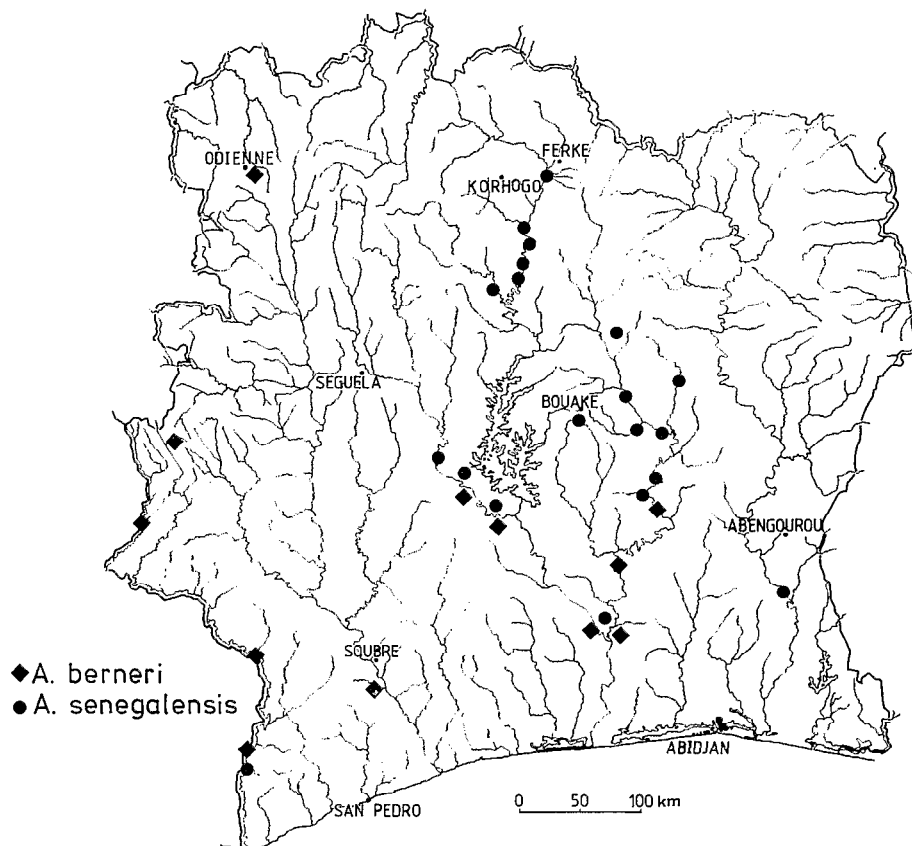 FERKE
ODIENNE
KORHOGO
SEGUELA
BOUAKE
ABENGOUROU
SOUBRE
A. berneri
A. senegalensis
ABIDJAN
SAN PEDRO
0 50 100 km